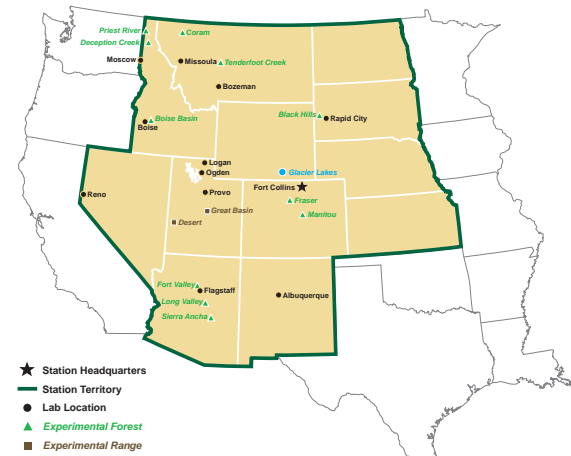 Priest River
Coram
Deception Creek
Moscow
Missoula
Tenderfoot Creek
Bozeman
Black Hills
Rapid City
Boise Basin
Boise
Logan
Ogden
Glacier Lakes
Fort Collins
Provo
Reno
Fraser
Great Basin
Manitou
Desert
Fort Valley
Flagstaff
Albuquerque
Long Valley
Sierra Ancha
Station Headquarters
Station Territory
Lab Location
Experimental Forest
Experimental Range